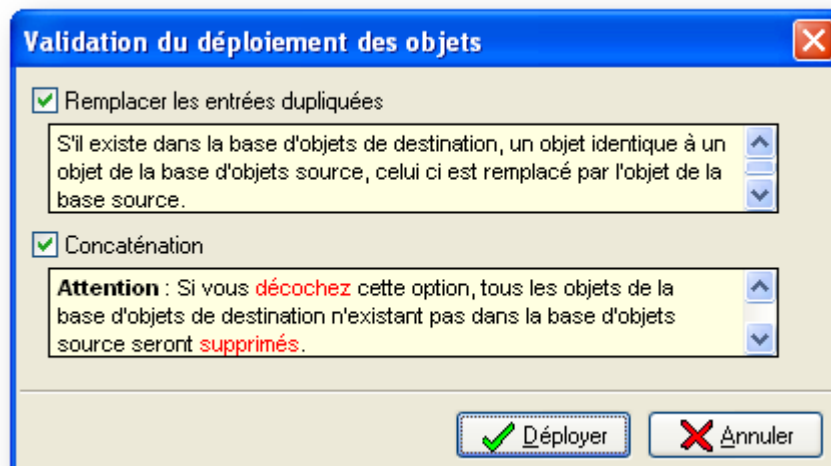 Validation du déploiement des objets
Remplacer les entrées dupliquées
S'il existe dans la base d'objets de destination, un objet identique à un
objet de la base d'objets source, celui ci est remplacé par l'objet de la
base source.
Concaténation
Attention : Si vous décochez cette option, tous les objets de la
base d'objets de destination n'existant pas dans la base d'objets
source seront supprimés.
Déployer
Annuler